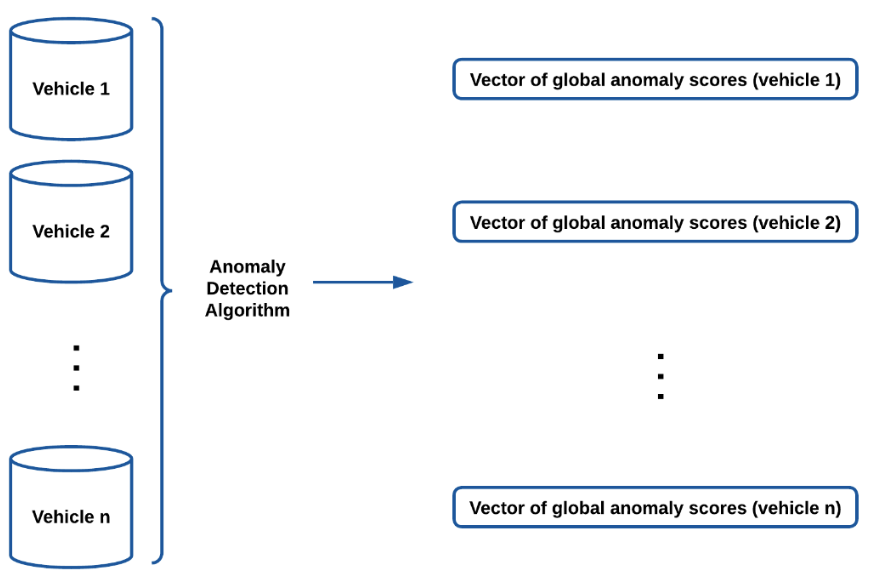 Vehicle 1
Vector of global anomaly scores (vehicle 1)
Vehicle 2
Vector of global anomaly scores (vehicle 2)
Anomaly
Detection
Algorithm
Vehicle n
Vector of global anomaly scores (vehicle n)